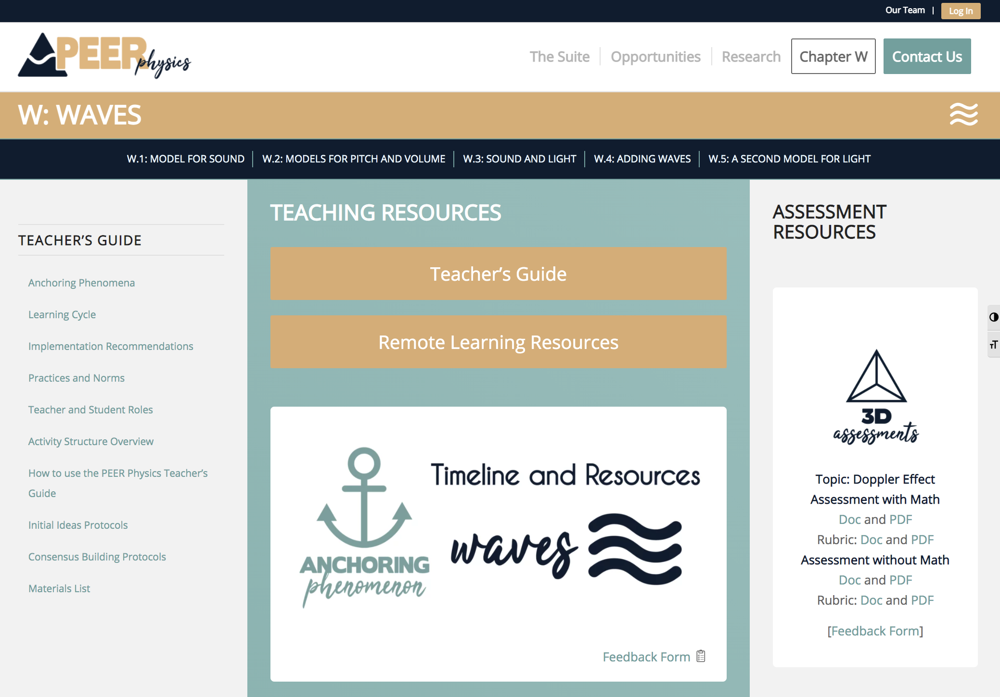 Our Team | Log In
PEER physics
The Suite
Opportunities
Research
Chapter W
Contact Us
W: WAVES
W.1: MODEL FOR SOUND
W.2: MODELS FOR PITCH AND VOLUME
W.3: SOUND AND LIGHT
W.4: ADDING WAVES
W.5: A SECOND MODEL FOR LIGHT
TEACHER’S GUIDE
Anchoring Phenomena
Learning Cycle
Implementation Recommendations
Practices and Norms
Teacher and Student Roles
Activity Structure Overview
How to use the PEER Physics Teacher’s
Guide
Initial Ideas Protocols
Consensus Building Protocols
Materials List
TEACHING RESOURCES
Teacher’s Guide
Remote Learning Resources
ANCHORING
phenomenon
Timeline and Resources
waves
Feedback Form
ASSESSMENT
RESOURCES
3D
assessments
Topic: Doppler Effect
Assessment with Math
Doc and PDF
Rubric: Doc and PDF
Assessment without Math
Doc and PDF
Rubric: Doc and PDF
[Feedback Form]
TT